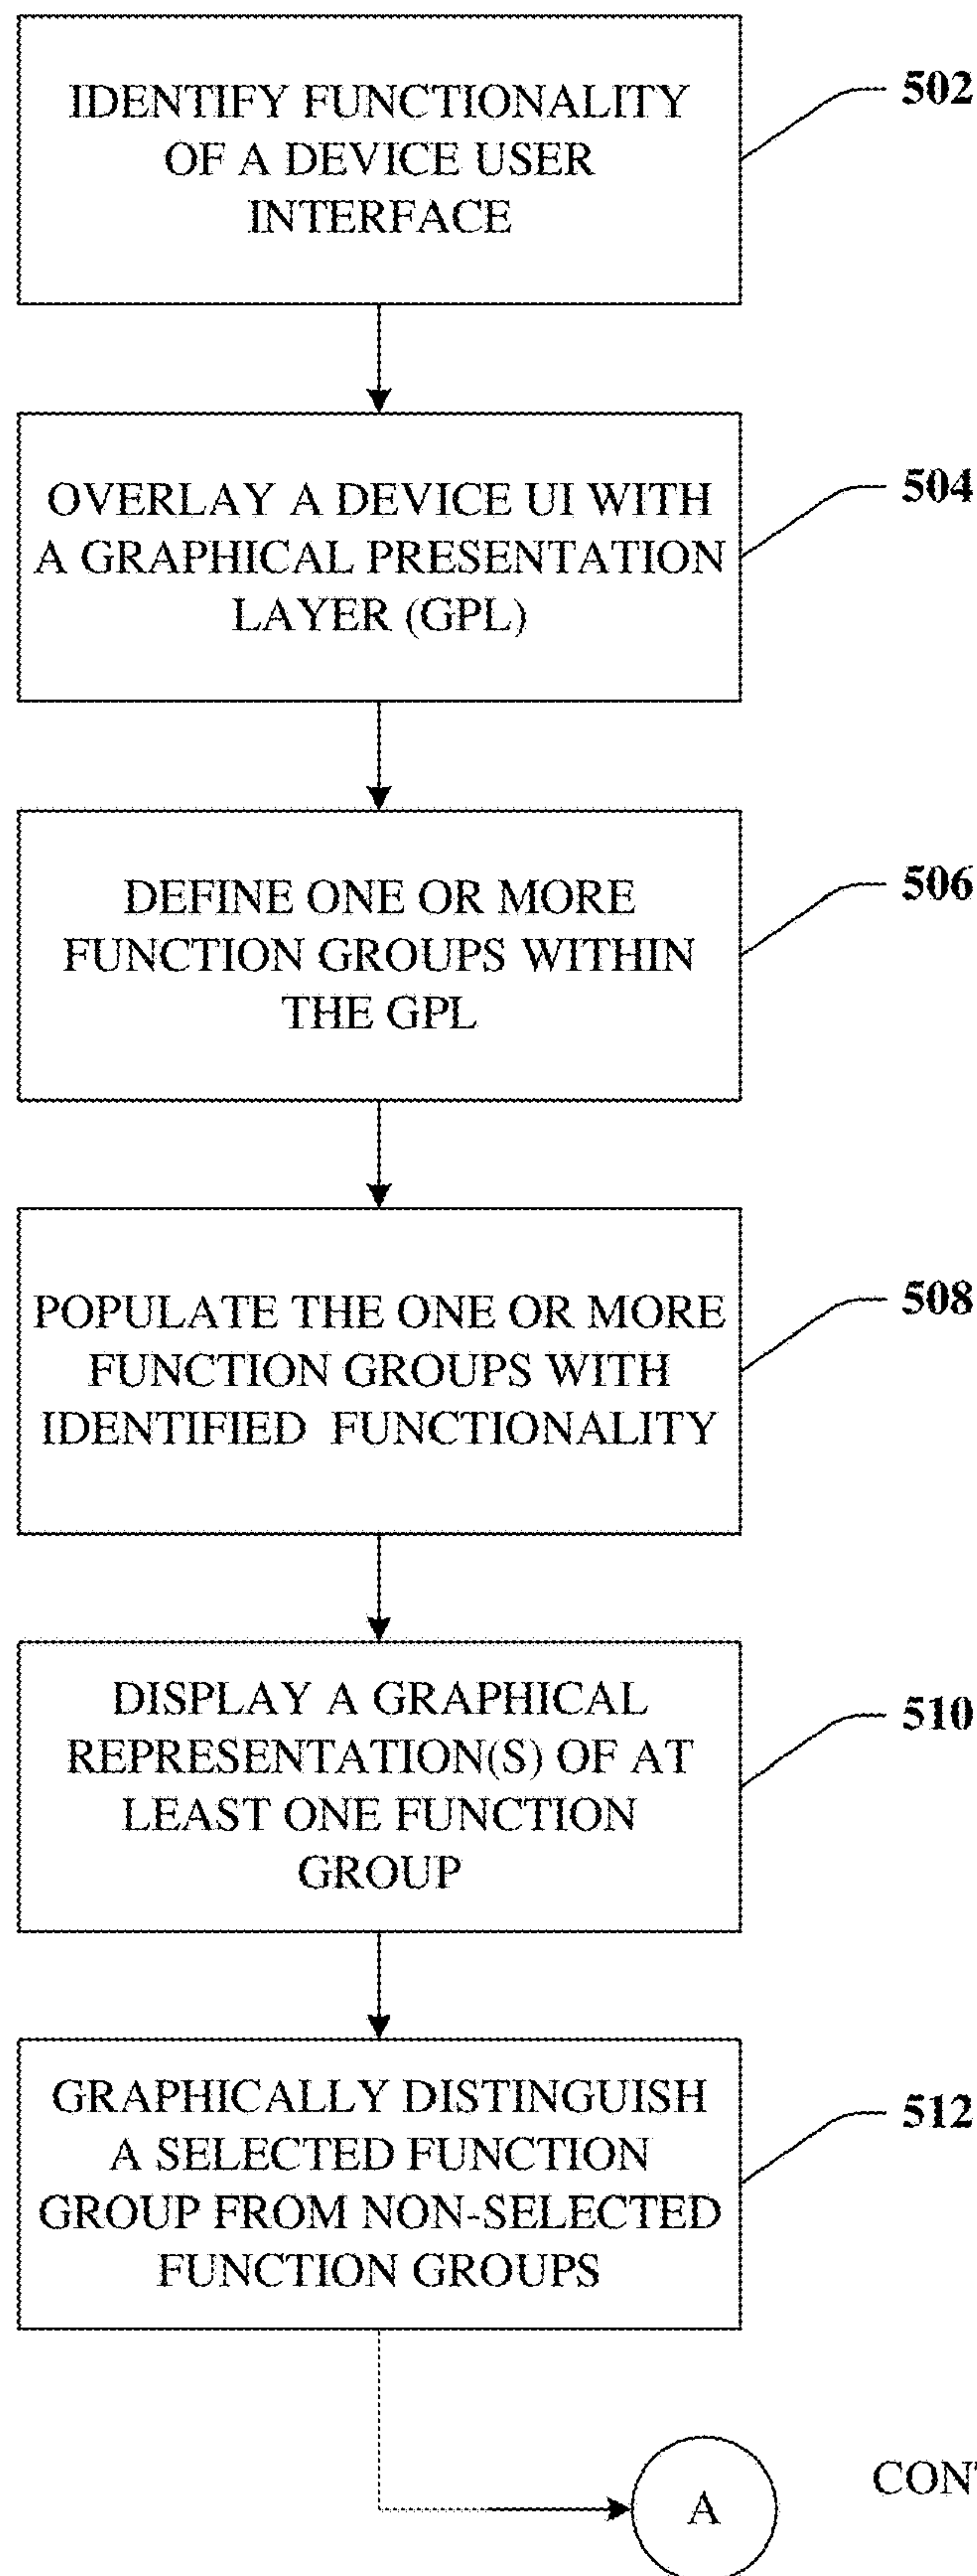 IDENTIFY FUNCTIONALITY
OF A DEVICE USER
INTERFACE
502
OVERLAY A DEVICE UI WITH
A GRAPHICAL PRESENTATION
LAYER (GPL)
504
DEFINE ONE OR MORE
FUNCTION GROUPS WITHIN
THE GPL
506
POPULATE THE ONE OR MORE
FUNCTION GROUPS WITH
IDENTIFIED FUNCTIONALITY
508
DISPLAY A GRAPHICAL
REPRESENTATION(S) OF AT
LEAST ONE FUNCTION
GROUP
510
GRAPHICALLY DISTINGUISH
A SELECTED FUNCTION
GROUP FROM NON-SELECTED
FUNCTION GROUPS
512
A